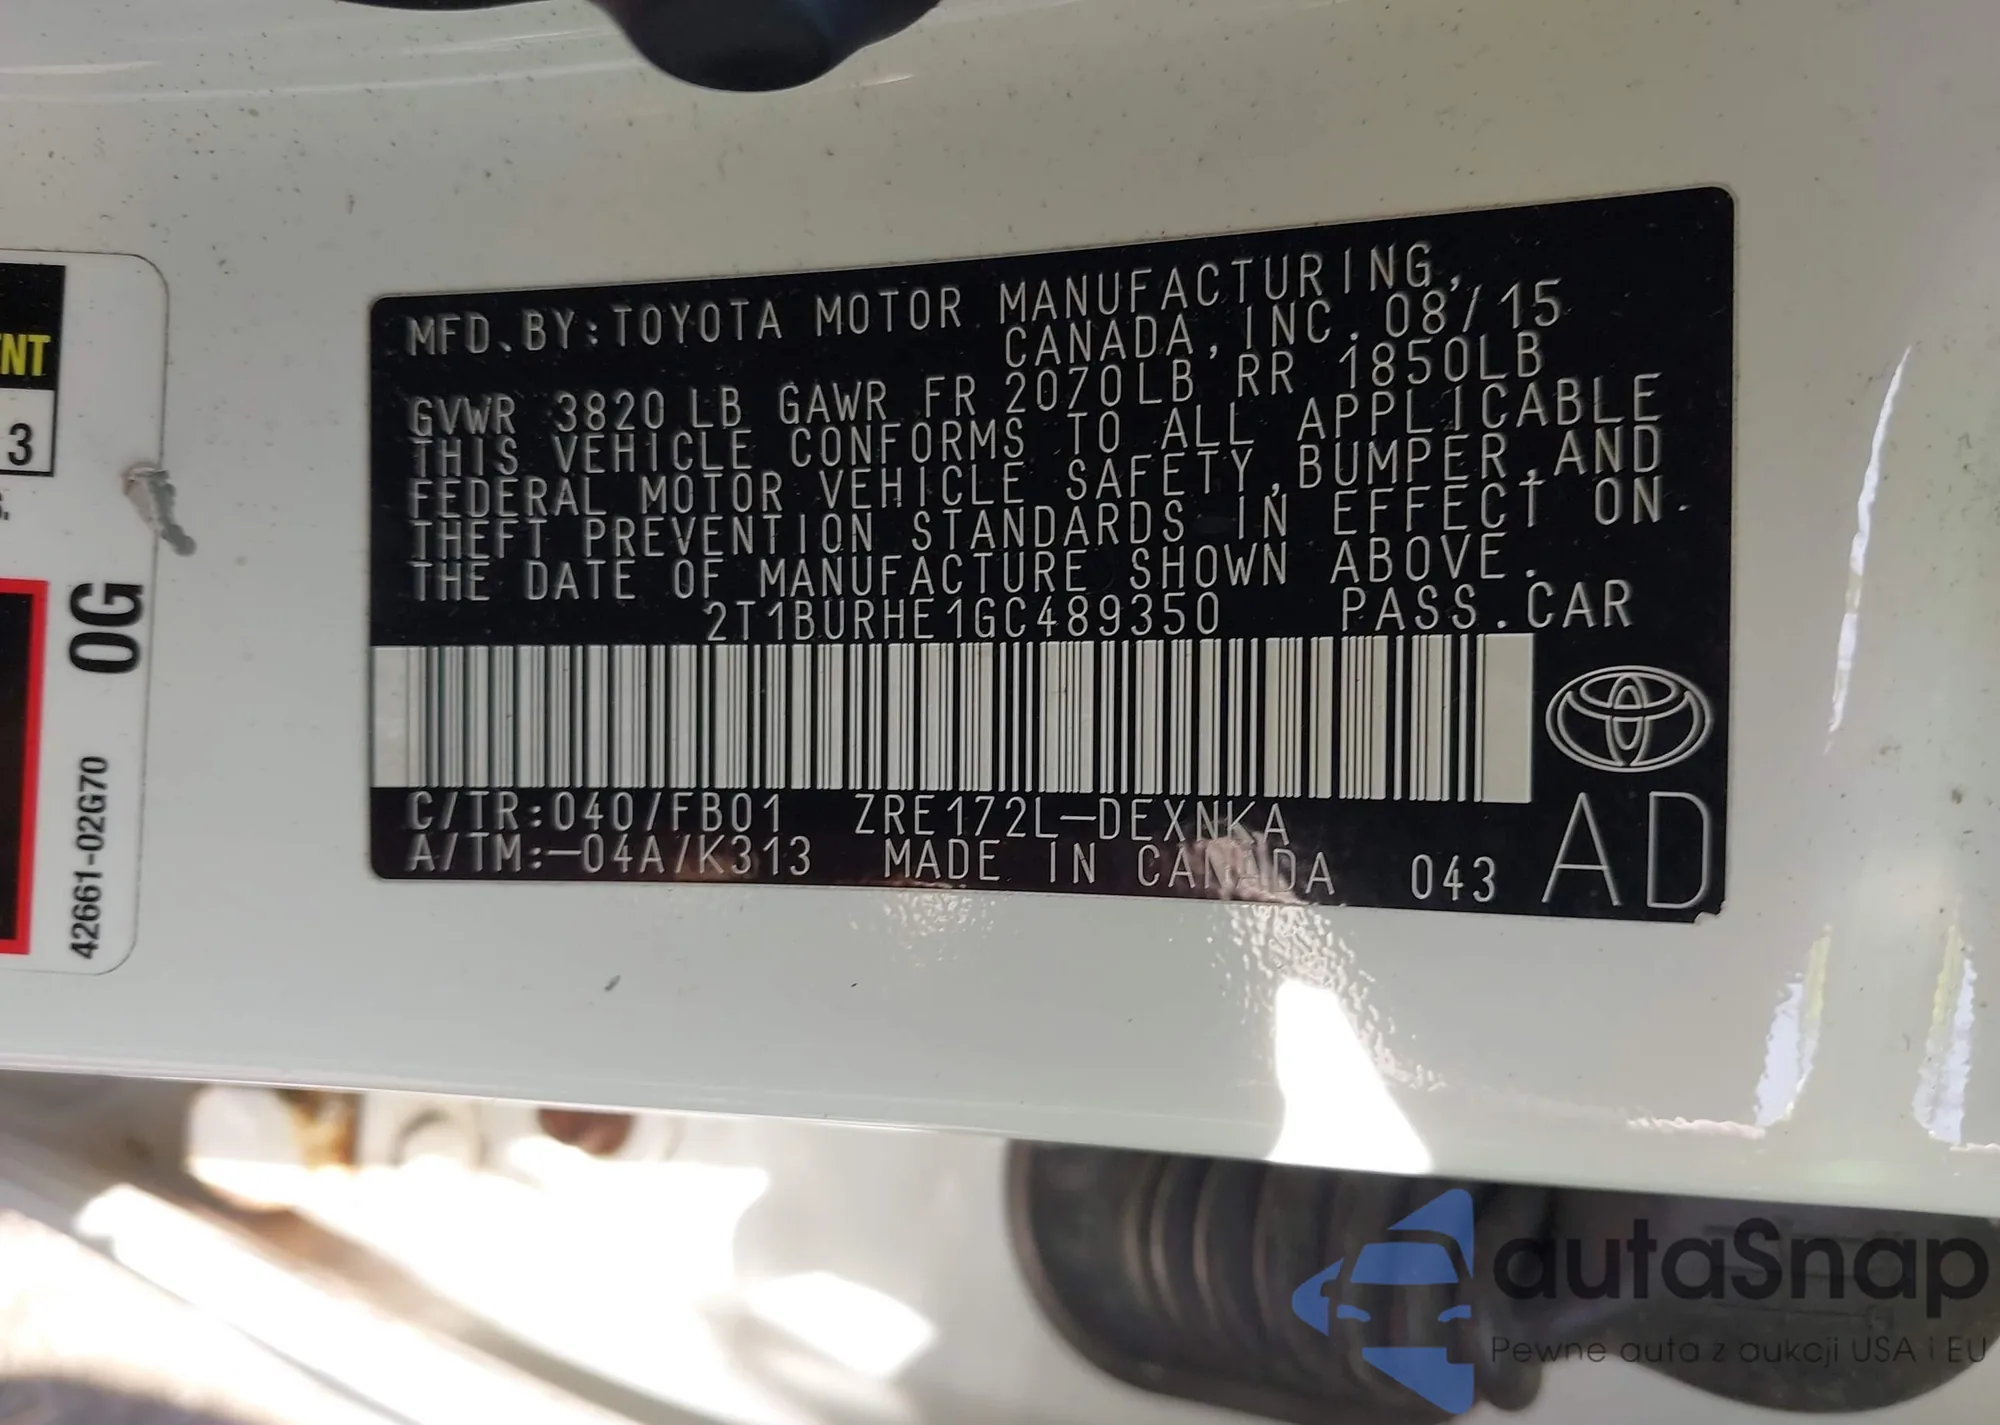 NT
3
0G
42661-02G70
MFD.BY:TOYOTA MOTOR MANUFACTURING,
CANADA,INC.08/15
GVWR 3820 LB GAWR FR 2070LB RR 1850LB
THIS VEHICLE CONFORMS TO ALL APPLICABLE
FEDERAL MOTOR VEHICLE SAFETY,BUMPER,AND
THEFT PREVENTION STANDARDS IN EFFECT ON
THE DATE OF MANUFACTURE SHOWN ABOVE.
2T1BURHE1GC489350 PASS.CAR
C/TR:040/FB01 ZRE172L-DEXNKA
A/TM:-04A/K313 MADE IN CANADA 043
AD
autaSnap
Pewne auta z aukcji USA i EU